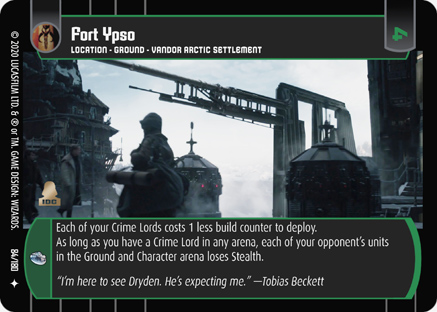 Fort Ypso
LOCATION - GROUND - VANDOR ARCTIC SETTLEMENT
4
IDC
Each of your Crime Lords costs 1 less build counter to deploy.
As long as you have a Crime Lord in any arena, each of your opponent's units
in the Ground and Character arena loses Stealth.
"I'm here to see Dryden. He's expecting me." —Tobias Beckett
© 2020 LUCASFILM LTD. & ® or TM. GAME DESIGN: WIZARDS.
84/180